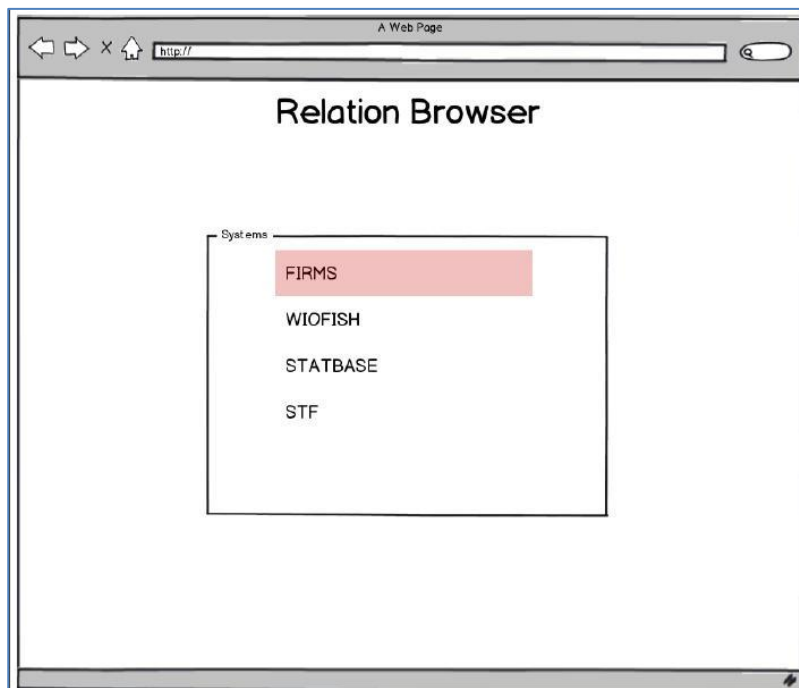 A Web Page
http://
Relation Browser
Systems
FIRMS
WIOFISH
STATBASE
STF